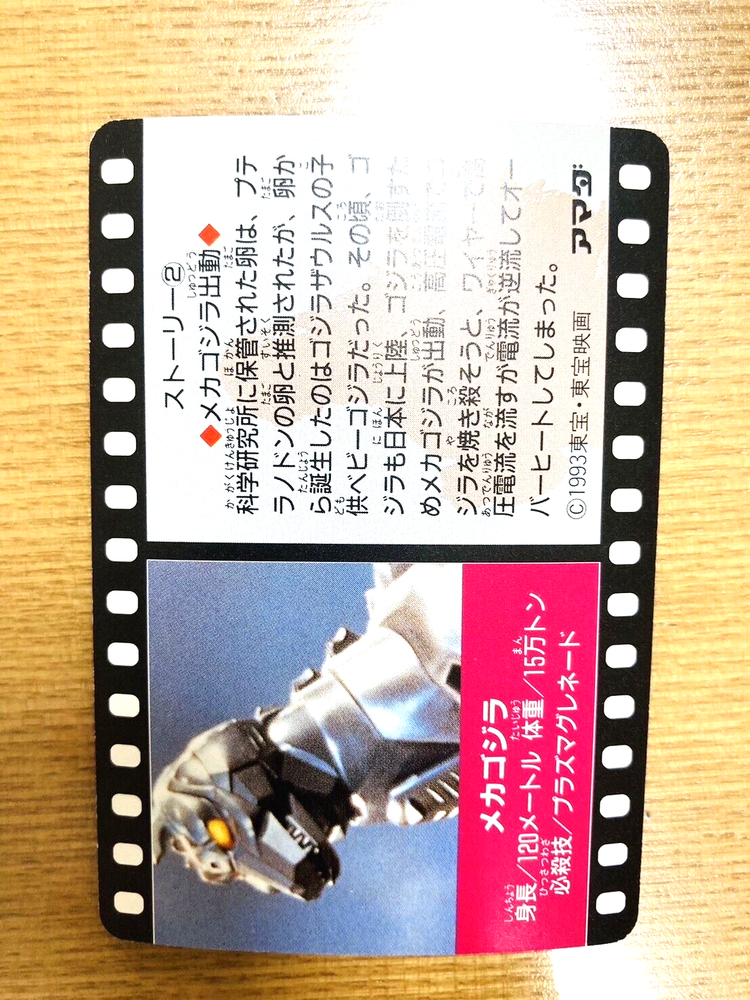 メカゴジラ
身長/120メートル 体重/15万トン
必殺技/プラズマグレネード
ストーリー②
◆メカゴジラ出動◆
科学研究所に保管された卵は、プテ
ラノドンの卵と推測されたが、卵か
ら誕生したのはゴジラザウルスの子
供ベビーゴジラだった。その頃、ゴ
ジラも日本に上陸、ゴジラを倒すた
めメカゴジラが出動、高圧
ジラを焼き殺そうと、ワイヤーで高
圧電流を流すが電流が逆流してオー
バーヒートしてしまった。
©1993東宝・東宝映画
アマダ